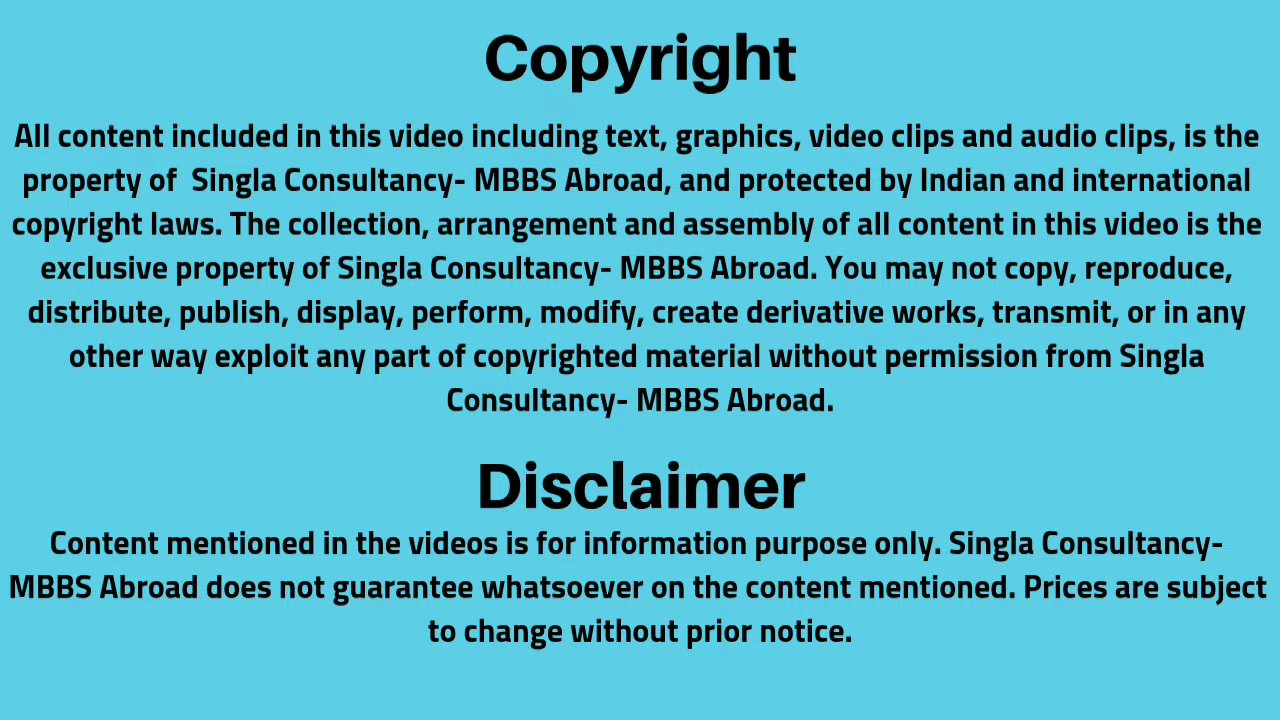 Copyright
All content included in this video including text, graphics, video clips and audio clips, is the
property of  Singla Consultancy- MBBS Abroad, and protected by Indian and international
copyright laws. The collection, arrangement and assembly of all content in this video is the
exclusive property of Singla Consultancy- MBBS Abroad. You may not copy, reproduce,
distribute, publish, display, perform, modify, create derivative works, transmit, or in any
other way exploit any part of copyrighted material without permission from Singla
Consultancy- MBBS Abroad.
Disclaimer
Content mentioned in the videos is for information purpose only. Singla Consultancy-
MBBS Abroad does not guarantee whatsoever on the content mentioned. Prices are subject
to change without prior notice.